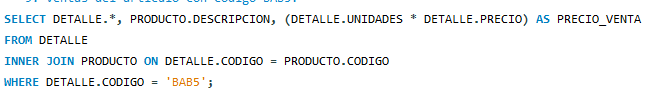 SELECT DETALLE.*, PRODUCTO.DESCRIPCION, (DETALLE.UNIDADES * DETALLE.PRECIO) AS PRECIO_VENTA
FROM DETALLE
INNER JOIN PRODUCTO ON DETALLE.CODIGO = PRODUCTO.CODIGO
WHERE DETALLE.CODIGO = 'BAB5';